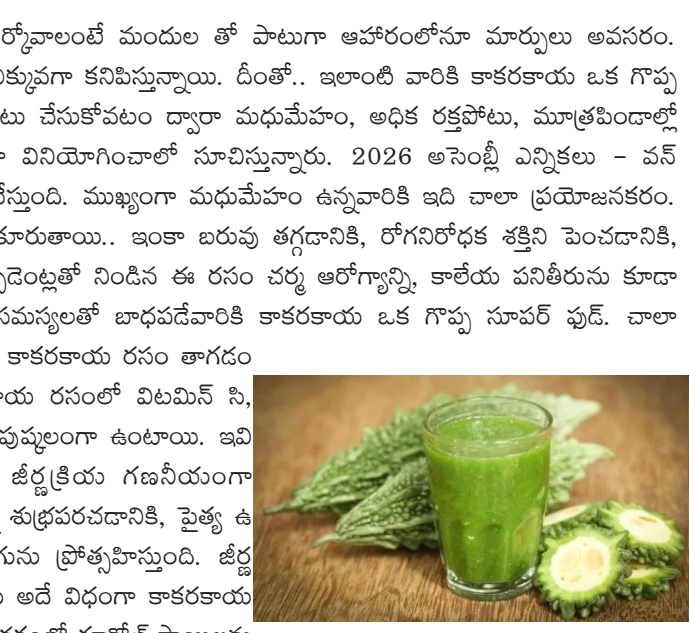 ర్కోవాలంటే మందుల తో పాటుగా ఆహారంలోనూ మార్పులు అవసరం.
క్కువగా కనిపిస్తున్నాయి. దీంతో.. ఇలాంటి వారికి కాకరకాయ ఒక గొప్ప
టు చేసుకోవటం ద్వారా మధుమేహం, అధిక రక్తపోటు, మూత్రపిండాల్లో
వినియోగించాలో సూచిస్తున్నారు. 2026 అసెంబ్లీ ఎన్నికలు – వన్
చేస్తుంది. ముఖ్యంగా మధుమేహం ఉన్నవారికి ఇది చాలా ప్రయోజనకరం.
కూరుతాయి.. ఇంకా బరువు తగ్గడానికి, రోగనిరోధక శక్తిని పెంచడానికి,
డెంట్లతో నిండిన ఈ రసం చర్మ ఆరోగ్యాన్ని, కాలేయ పనితీరును కూడా
సమస్యలతో బాధపడేవారికి కాకరకాయ ఒక గొప్ప సూపర్ ఫుడ్. చాలా
కాకరకాయ రసం తాగడం
ాయ రసంలో విటమిన్ సి,
పుష్కలంగా ఉంటాయి. ఇవి
జీర్ణక్రియ గణనీయంగా
శుభ్రపరచడానికి, పైత్య ఉ
గును ప్రోత్సహిస్తుంది. జీర్ణ
అదే విధంగా కాకరకాయ